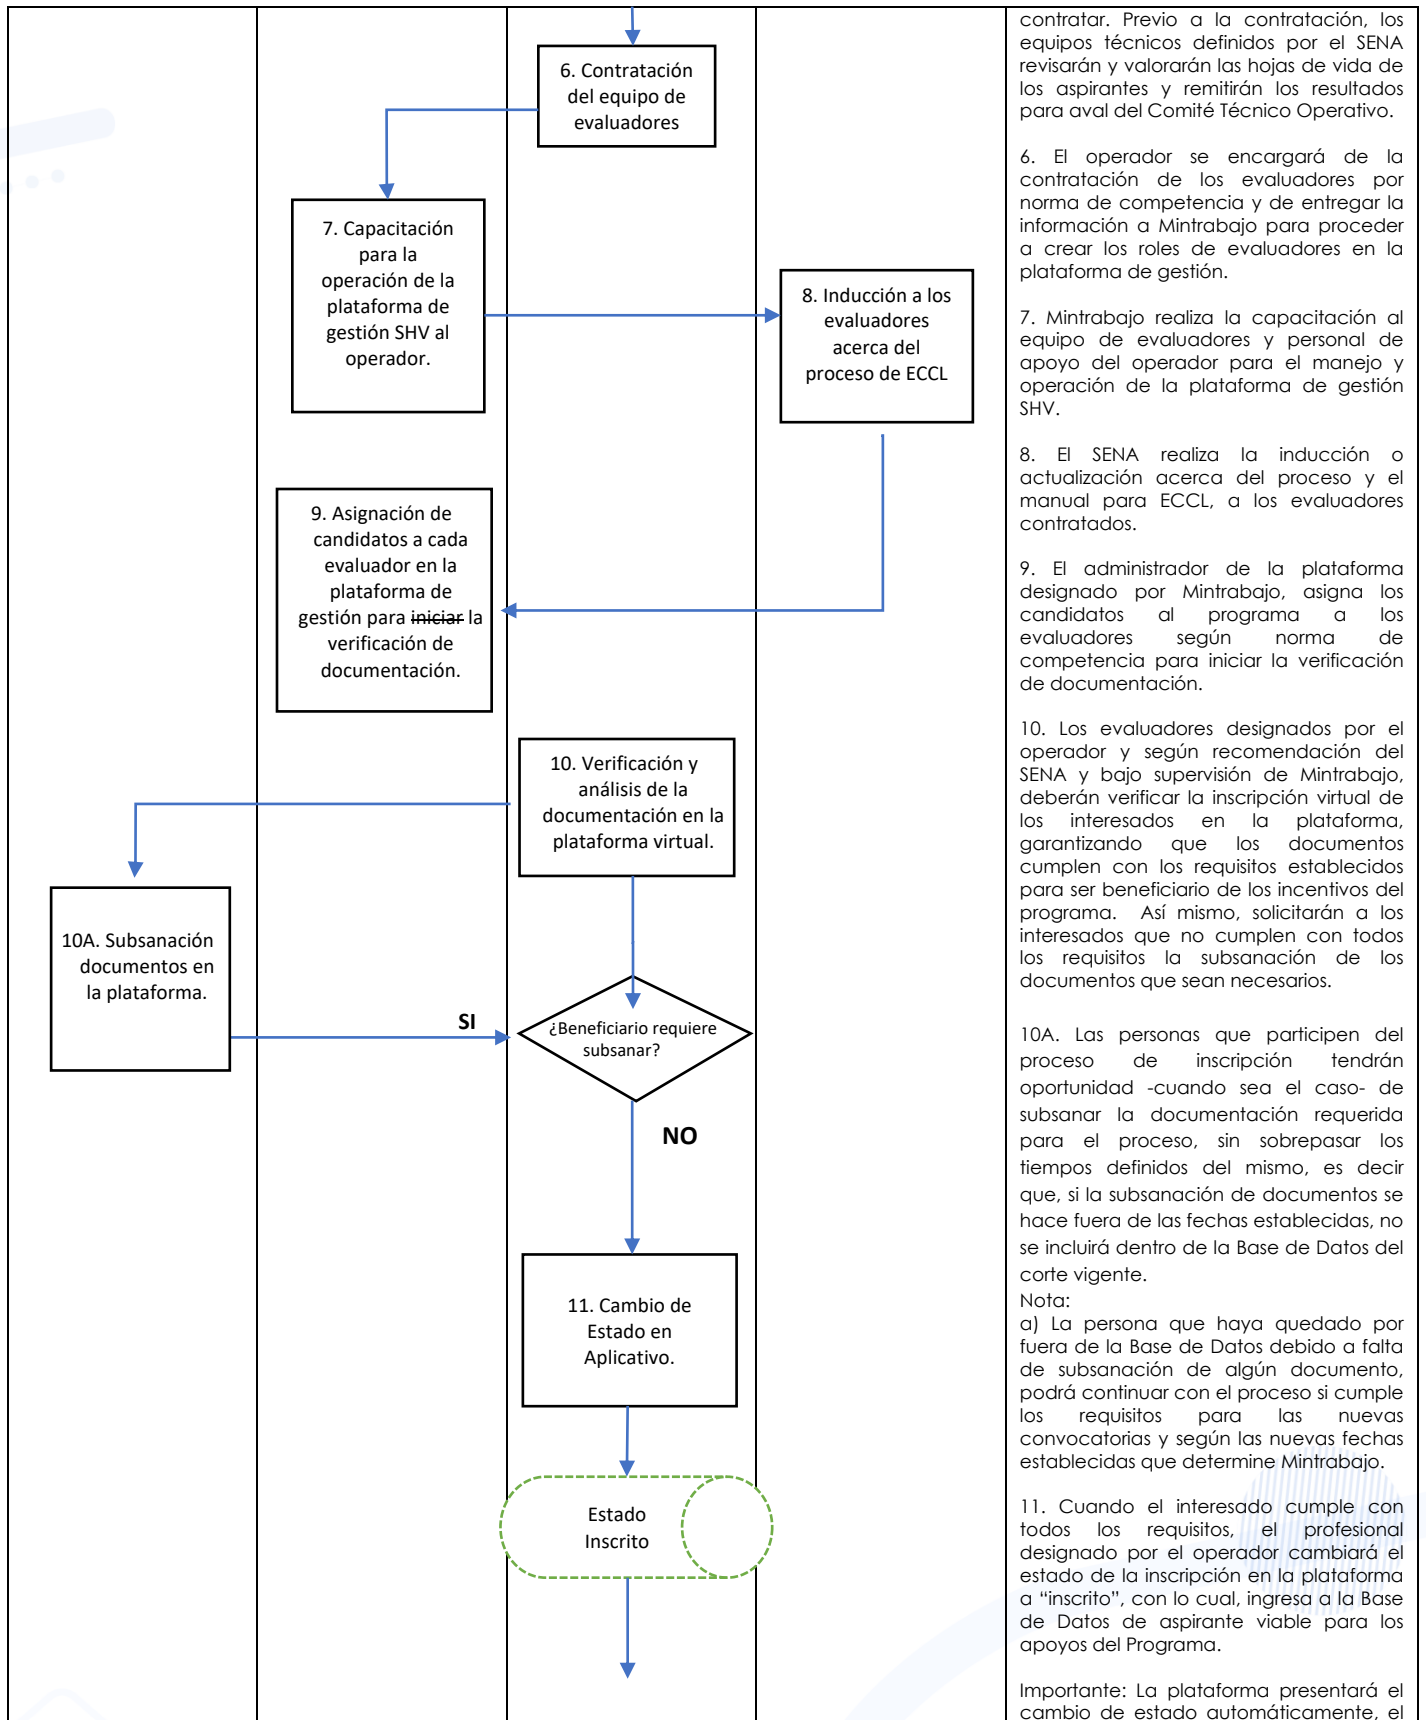 6. Contratación
del equipo de
evaluadores
7. Capacitación
para la
operación de la
plataforma de
gestión SHV al
operador.
8. Inducción a los
evaluadores
acerca del
proceso de ECCL
9. Asignación de
candidatos a cada
evaluador en la
plataforma de
gestión para iniciar la
verificación de
documentación.
10. Verificación y
análisis de la
documentación en la
plataforma virtual.
10A. Subsanación
documentos en
la plataforma.
SI
¿Beneficiario requiere
subsanar?
NO
11. Cambio de
Estado en
Aplicativo.
Estado
Inscrito
contratar. Previo a la contratación, los
equipos técnicos definidos por el SENA
revisarán y valorarán las hojas de vida de
los aspirantes y remitirán los resultados
para aval del Comité Técnico Operativo.
6. El operador se encargará de la
contratación de los evaluadores por
norma de competencia y de entregar la
información a Mintrabajo para proceder
a crear los roles de evaluadores en la
plataforma de gestión.
7. Mintrabajo realiza la capacitación al
equipo de evaluadores y personal de
apoyo del operador para el manejo y
operación de la plataforma de gestión
SHV.
8. El SENA realiza la inducción o
actualización acerca del proceso y el
manual para ECCL, a los evaluadores
contratados.
9. El administrador de la plataforma
designado por Mintrabajo, asigna los
candidatos al programa a los
evaluadores según norma de
competencia para iniciar la verificación
de documentación.
10. Los evaluadores designados por el
operador y según recomendación del
SENA y bajo supervisión de Mintrabajo,
deberán verificar la inscripción virtual de
los interesados en la plataforma,
garantizando que los documentos
cumplen con los requisitos establecidos
para ser beneficiario de los incentivos del
programa. Así mismo, solicitarán a los
interesados que no cumplen con todos
los requisitos la subsanación de los
documentos que sean necesarios.
10A. Las personas que participen del
proceso de inscripción tendrán
oportunidad -cuando sea el caso- de
subsanar la documentación requerida
para el proceso, sin sobrepasar los
tiempos definidos del mismo, es decir
que, si la subsanación de documentos se
hace fuera de las fechas establecidas, no
se incluirá dentro de la Base de Datos del
corte vigente.
Nota:
a) La persona que haya quedado por
fuera de la Base de Datos debido a falta
de subsanación de algún documento,
podrá continuar con el proceso si cumple
los requisitos para las nuevas
convocatorias y según las nuevas fechas
establecidas que determine Mintrabajo.
11. Cuando el interesado cumple con
todos los requisitos, el profesional
designado por el operador cambiará el
estado de la inscripción en la plataforma
a “inscrito”, con lo cual, ingresa a la Base
de Datos de aspirante viable para los
apoyos del Programa.
Importante: La plataforma presentará el
cambio de estado automáticamente, el